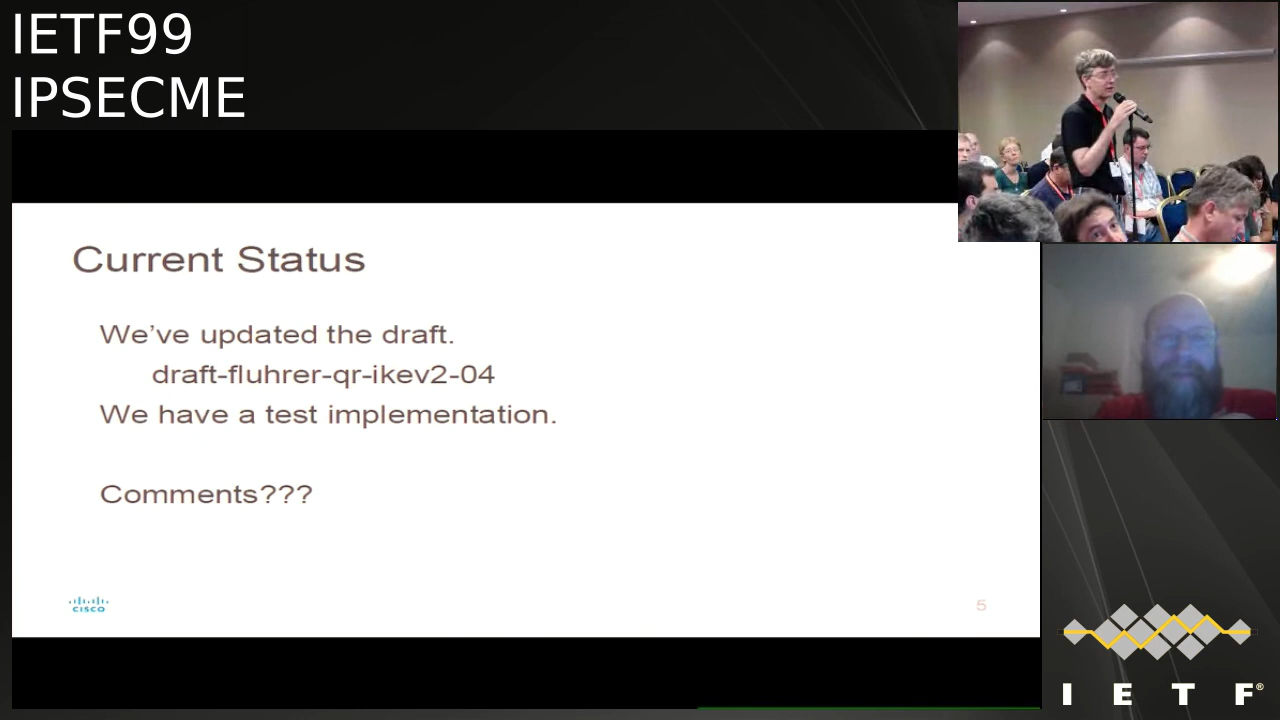 IETF99
IPSECME
Current Status
We’ve updated the draft.
draft-fluhrer-qr-ikev2-04
We have a test implementation.
Comments???
CISCO
5
I E T F®